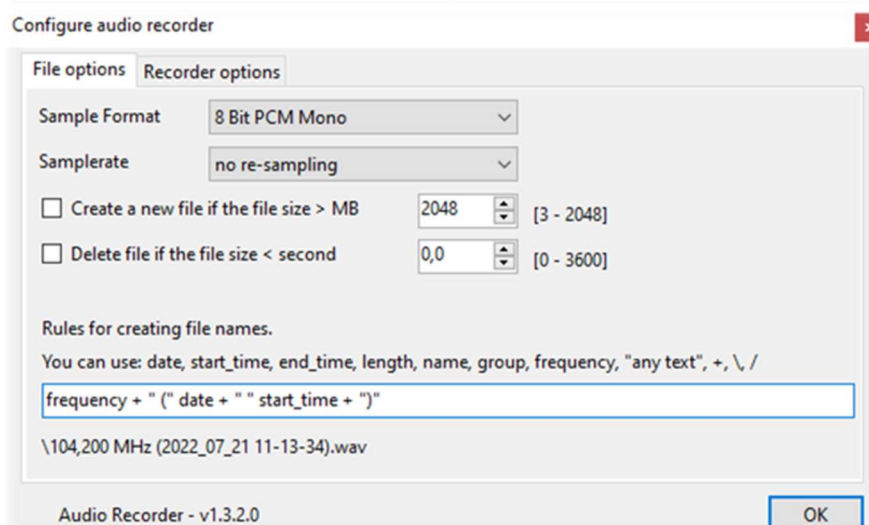 Configure audio recorder
File options Recorder options
Sample Format 8 Bit PCM Mono
Samplerate no re-sampling
Create a new file if the file size > MB 2048 [3 - 2048]
Delete file if the file size < second 0,0 [0 - 3600]
Rules for creating file names.
You can use: date, start_time, end_time, length, name, group, frequency, "any text", +, \, /
frequency + " (" date + " " start_time + ")"
\104,200 MHz (2022_07_21 11-13-34).wav
Audio Recorder - v1.3.2.0 OK